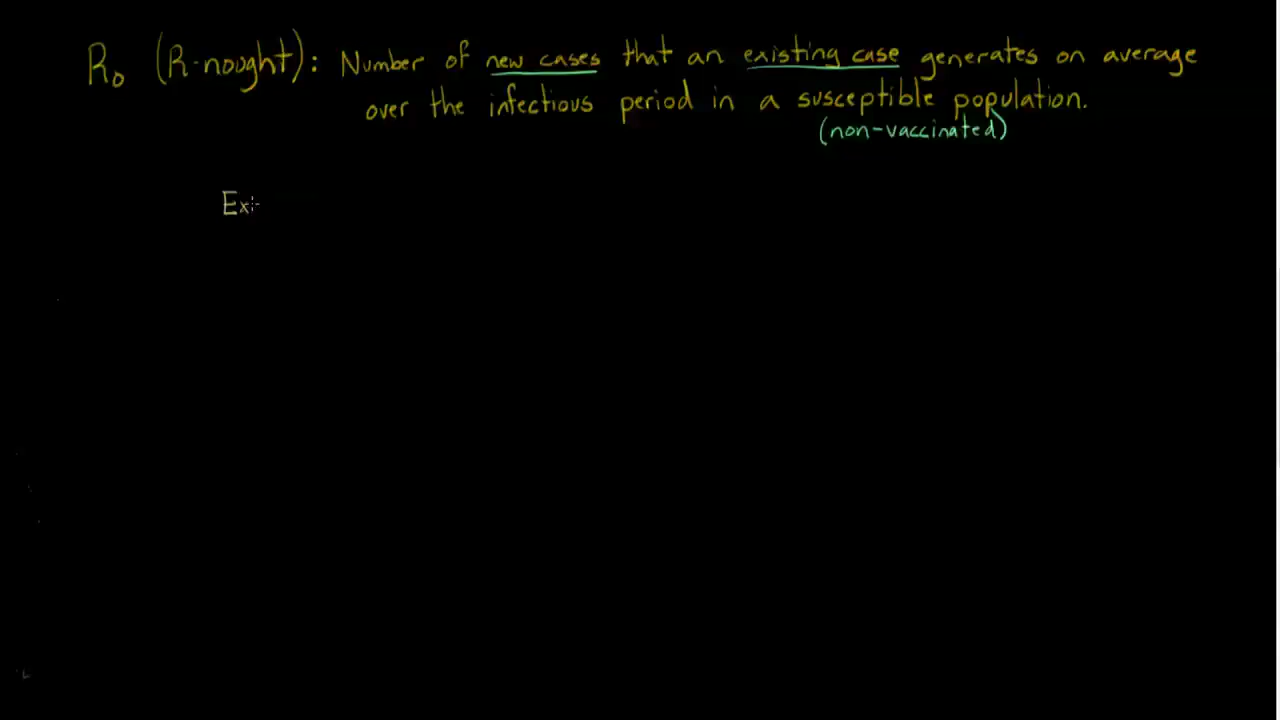 R₀ (R-nought): Number of new cases that an existing case generates on average
over the infectious period in a susceptible population.
(non-vaccinated)
Ex: